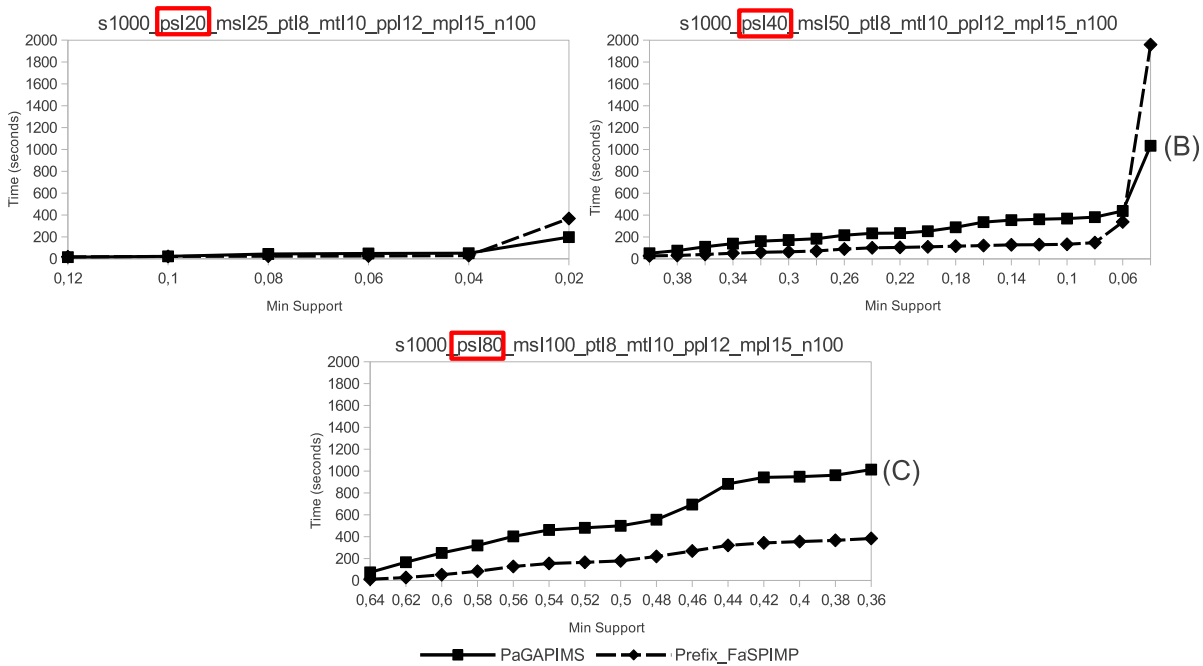 s1000_psl20_msl25_ptl8_mtl10_ppl12_mpl15_n100
2000
1800
1600
1400
1200
1000
800
600
400
200
0
Time (seconds)
0,12 0,1 0,08 0,06 0,04 0,02
Min Support
s1000_psl40_msl50_ptl8_mtl10_ppl12_mpl15_n100
2000
1800
1600
1400
1200
1000
800
600
400
200
0
Time (seconds)
(B)
0,38 0,34 0,3 0,26 0,22 0,18 0,14 0,1 0,06
Min Support
s1000_psl80_msl100_ptl8_mtl10_ppl12_mpl15_n100
2000
1800
1600
1400
1200
1000
800
600
400
200
0
Time (seconds)
(C)
0,64 0,62 0,6 0,58 0,56 0,54 0,52 0,5 0,48 0,46 0,44 0,42 0,4 0,38 0,36
Min Support
PaGAPIMS Prefix_FaSPIMP